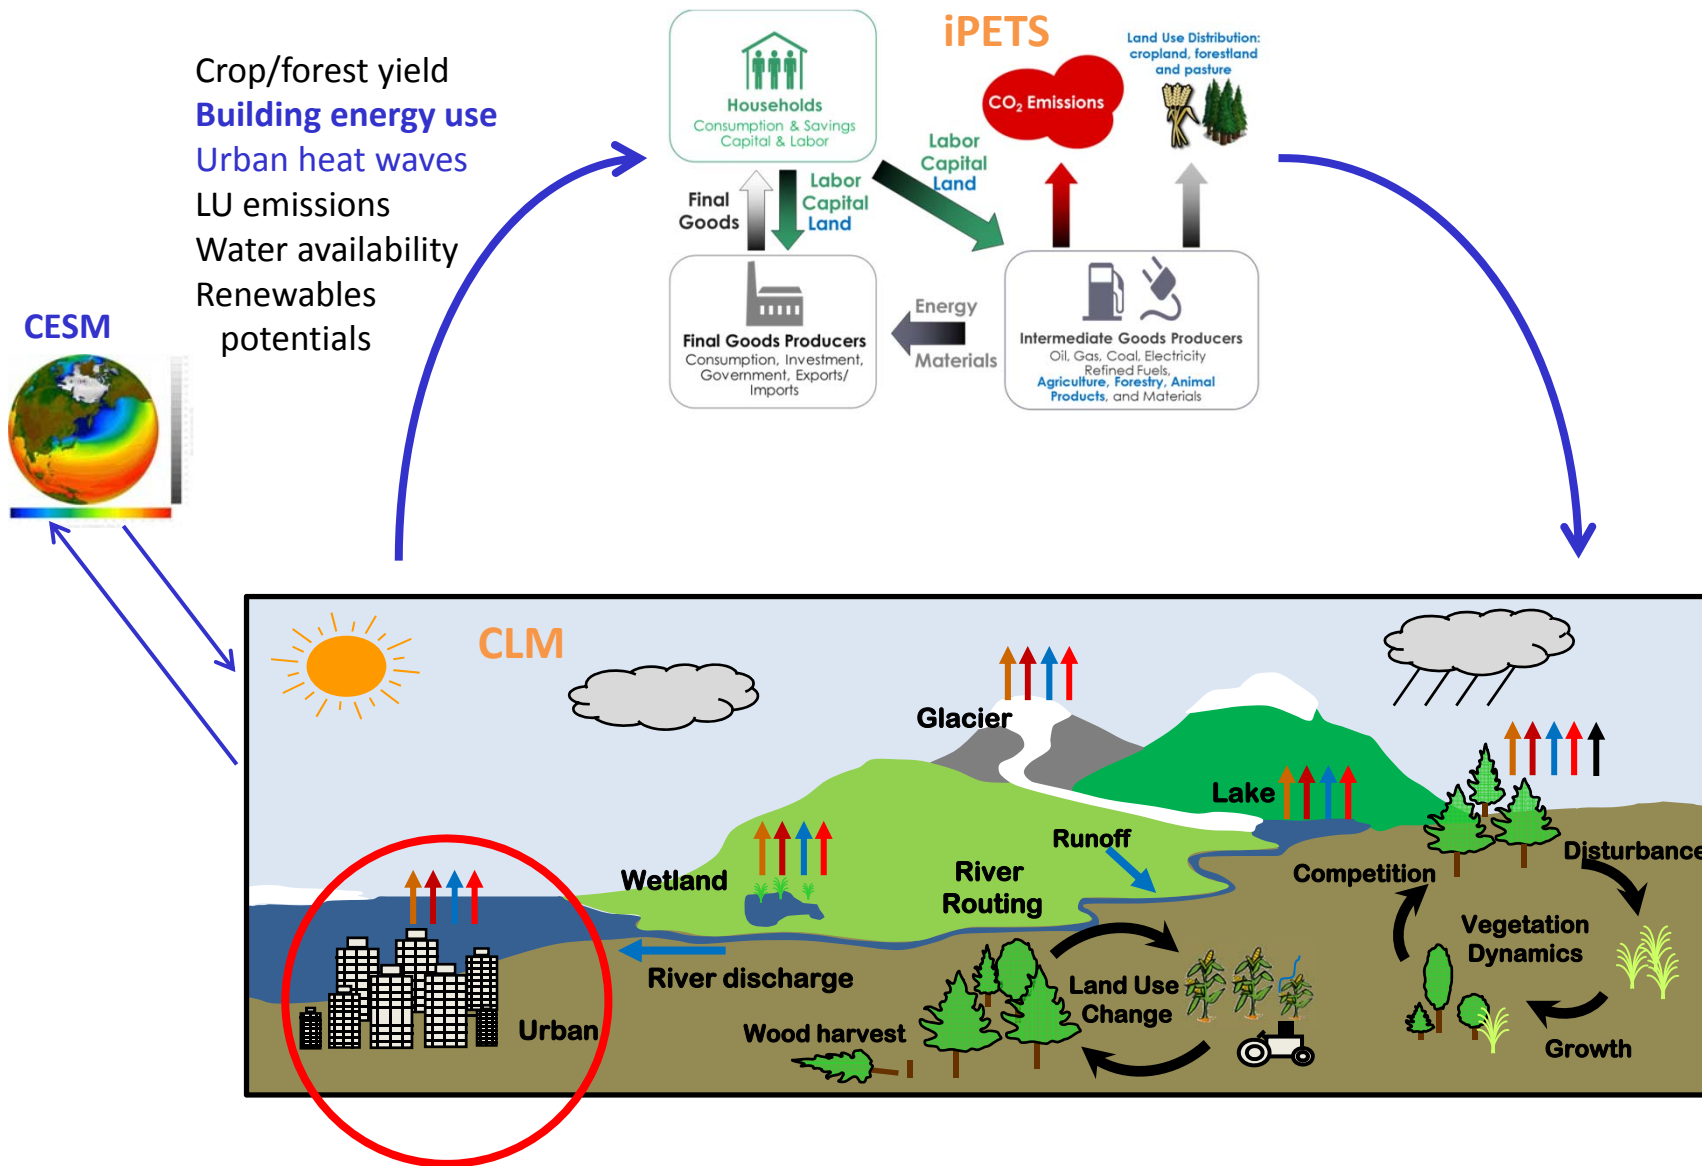 Crop/forest yield
Building energy use
Urban heat waves
LU emissions
Water availability
Renewables
potentials
CESM
iPETS
Households
Consumption & Savings
Capital & Labor
CO₂ Emissions
Land Use Distribution:
cropland, forestland
and pasture
Final
Goods
Labor
Capital
Land
Labor
Capital
Land
Final Goods Producers
Consumption, Investment,
Government, Exports/
Imports
Energy
Materials
Intermediate Goods Producers
Oil, Gas, Coal, Electricity
Refined Fuels,
Agriculture, Forestry, Animal
Products, and Materials
CLM
Glacier
Lake
Runoff
Wetland
River
Routing
River discharge
Urban
Wood harvest
Land Use
Change
Competition
Disturbance
Vegetation
Dynamics
Growth